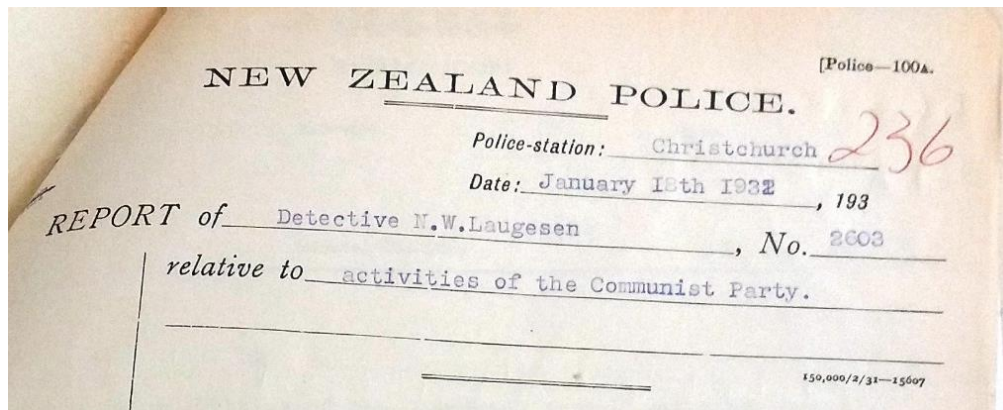 [Police—100A.
NEW ZEALAND POLICE.
236
Police-station: Christchurch
Date: January I8th 1932, 193
REPORT of Detective N.W.Laugesen, No. 2603
relative to activities of the Communist Party.
150,000/2/31—15607